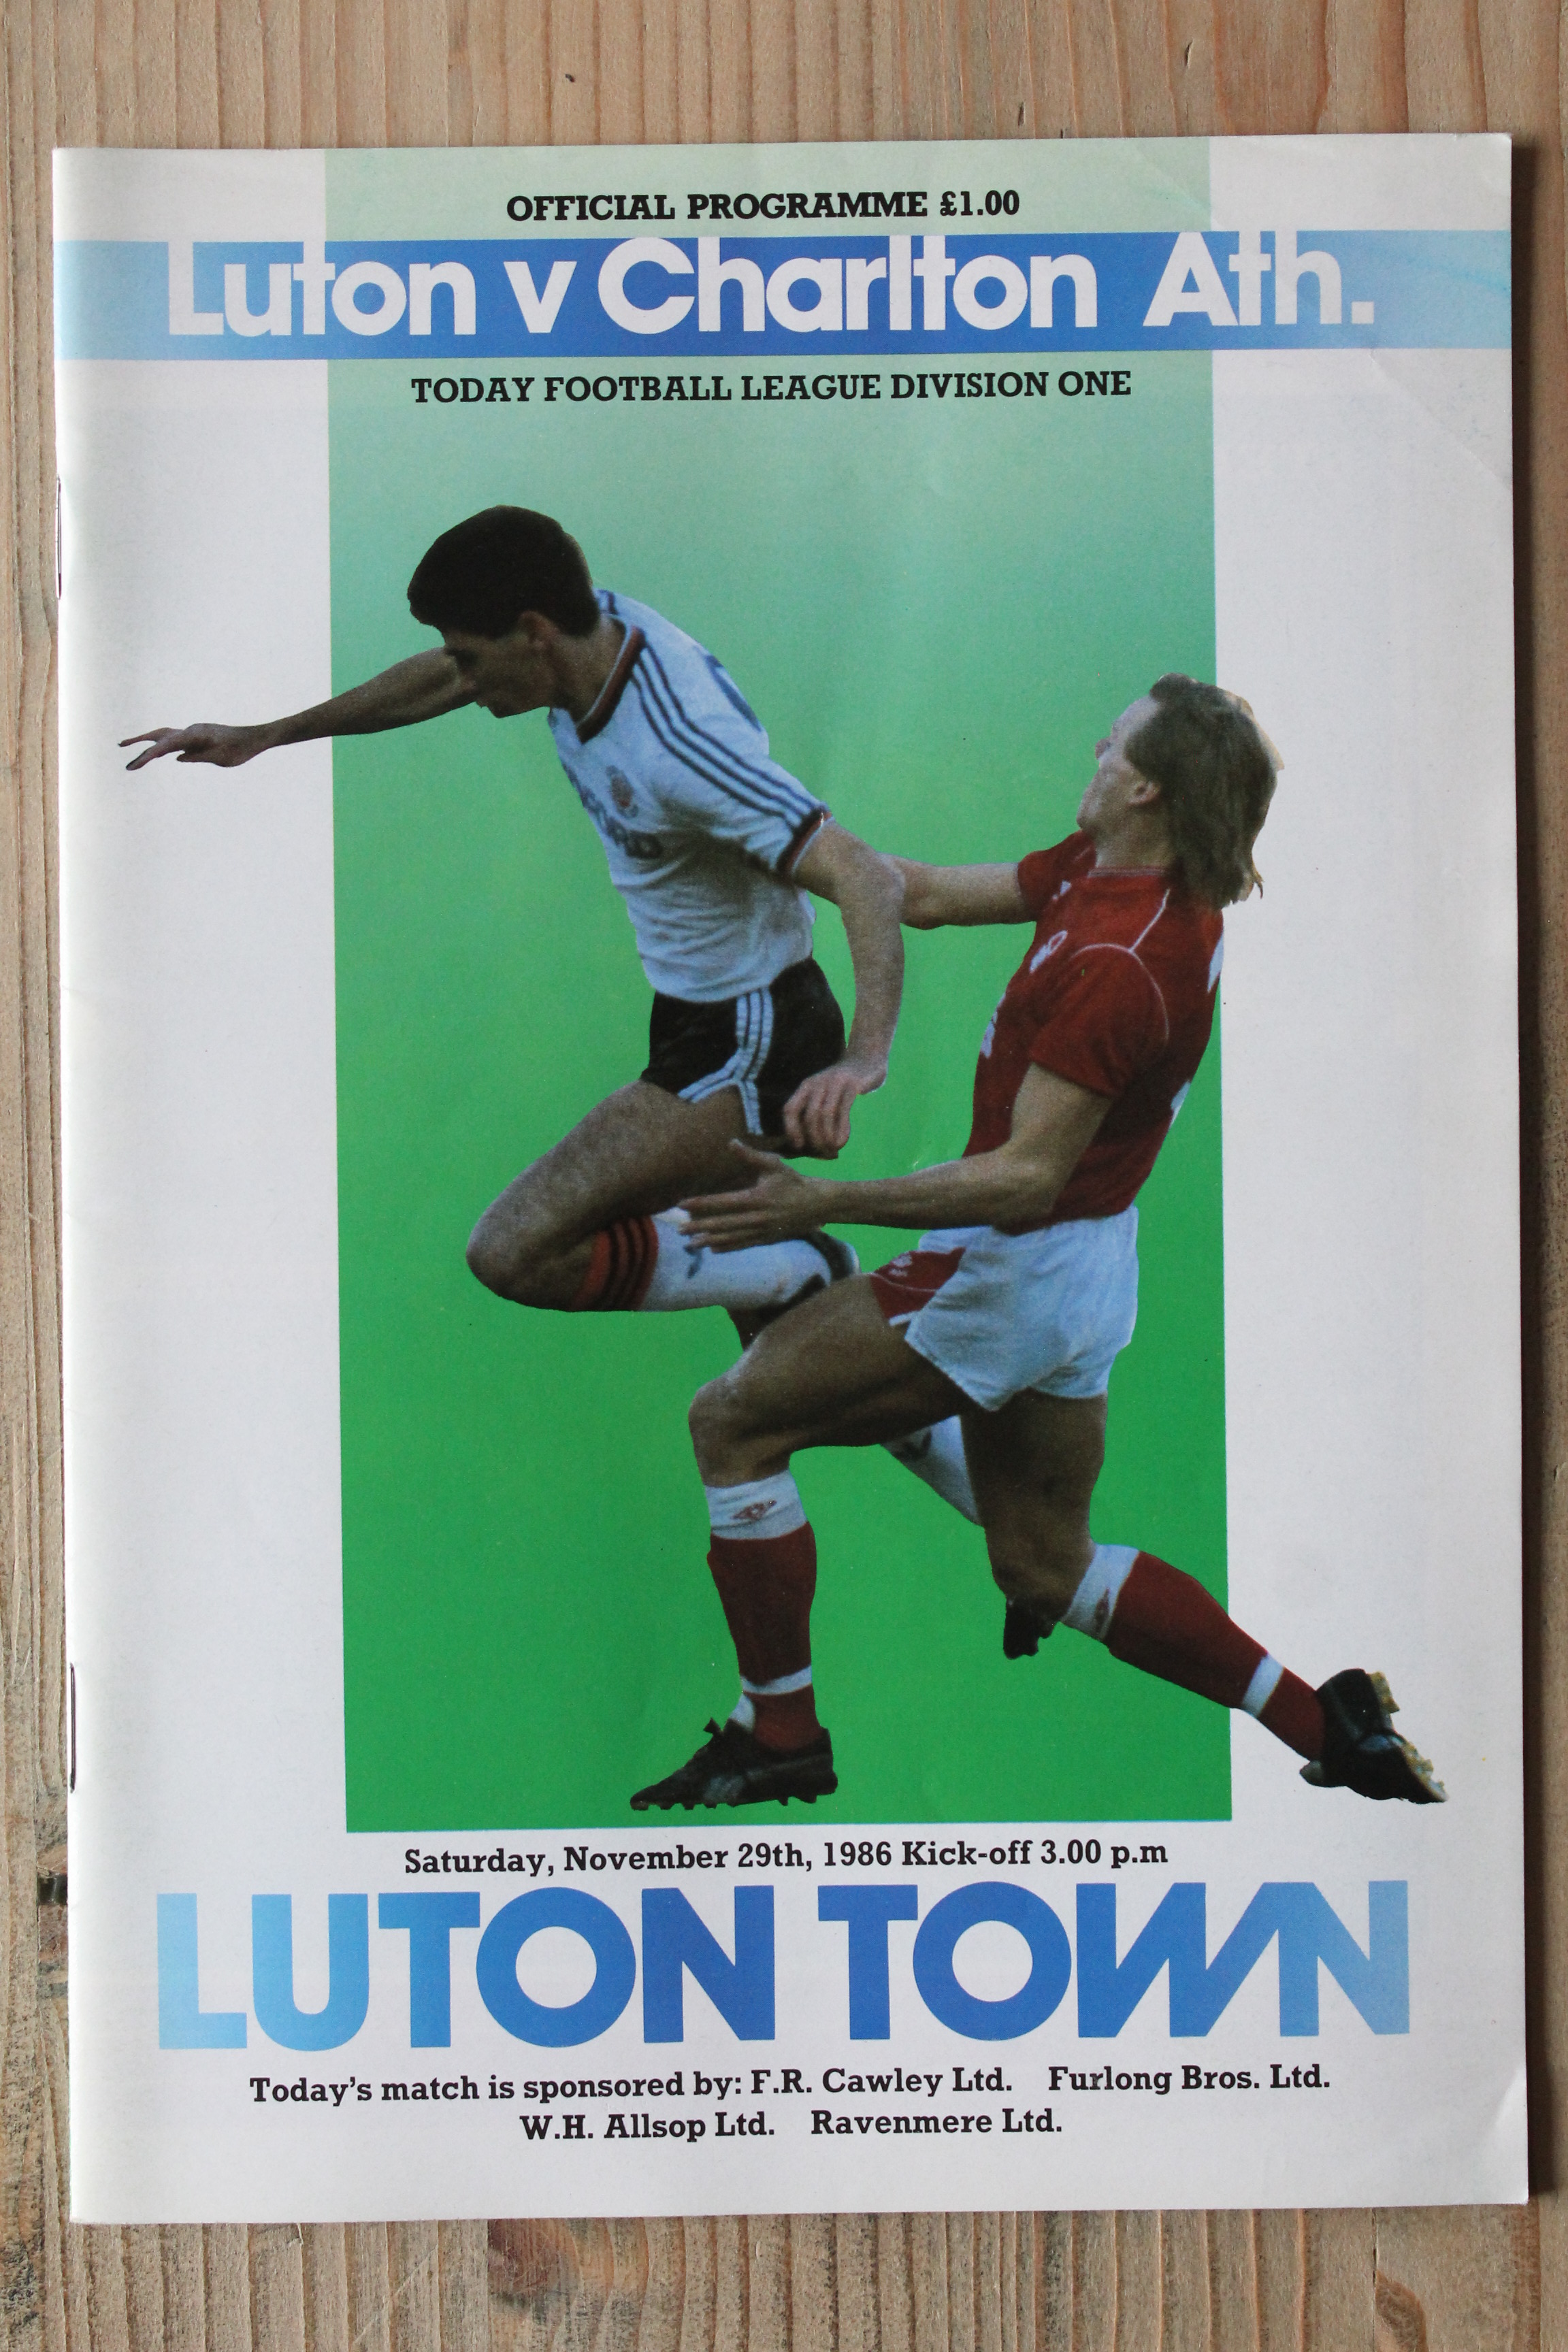 OFFICIAL PROGRAMME £1.00
Luton v Charlton Ath.
TODAY FOOTBALL LEAGUE DIVISION ONE
Saturday, November 29th, 1986 Kick-off 3.00 p.m
LUTON TOWN
Today's match is sponsored by: F.R. Cawley Ltd. Furlong Bros. Ltd.
W.H. Allsop Ltd. Ravenmere Ltd.